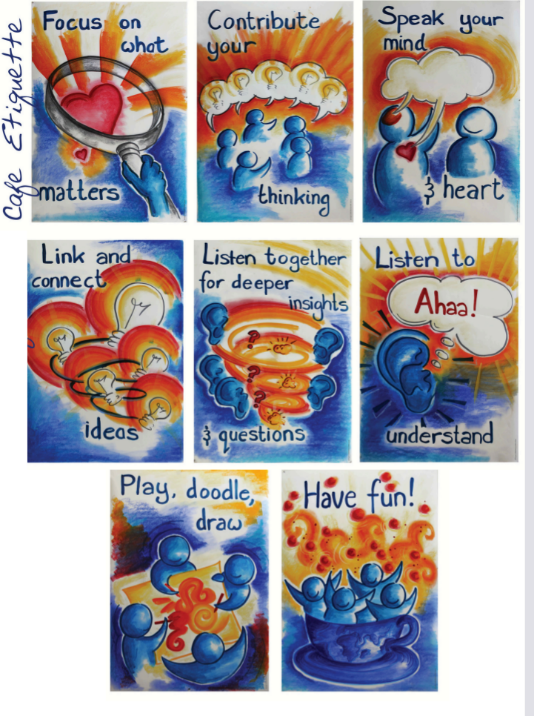 Cafe Etiquette
Focus on
what
matters
Contribute
your
thinking
Speak your
mind
& heart
Link and
connect
ideas
Listen together
for deeper
insights
& questions
Listen to
Ahaa!
understand
Play, doodle,
draw
Have fun!